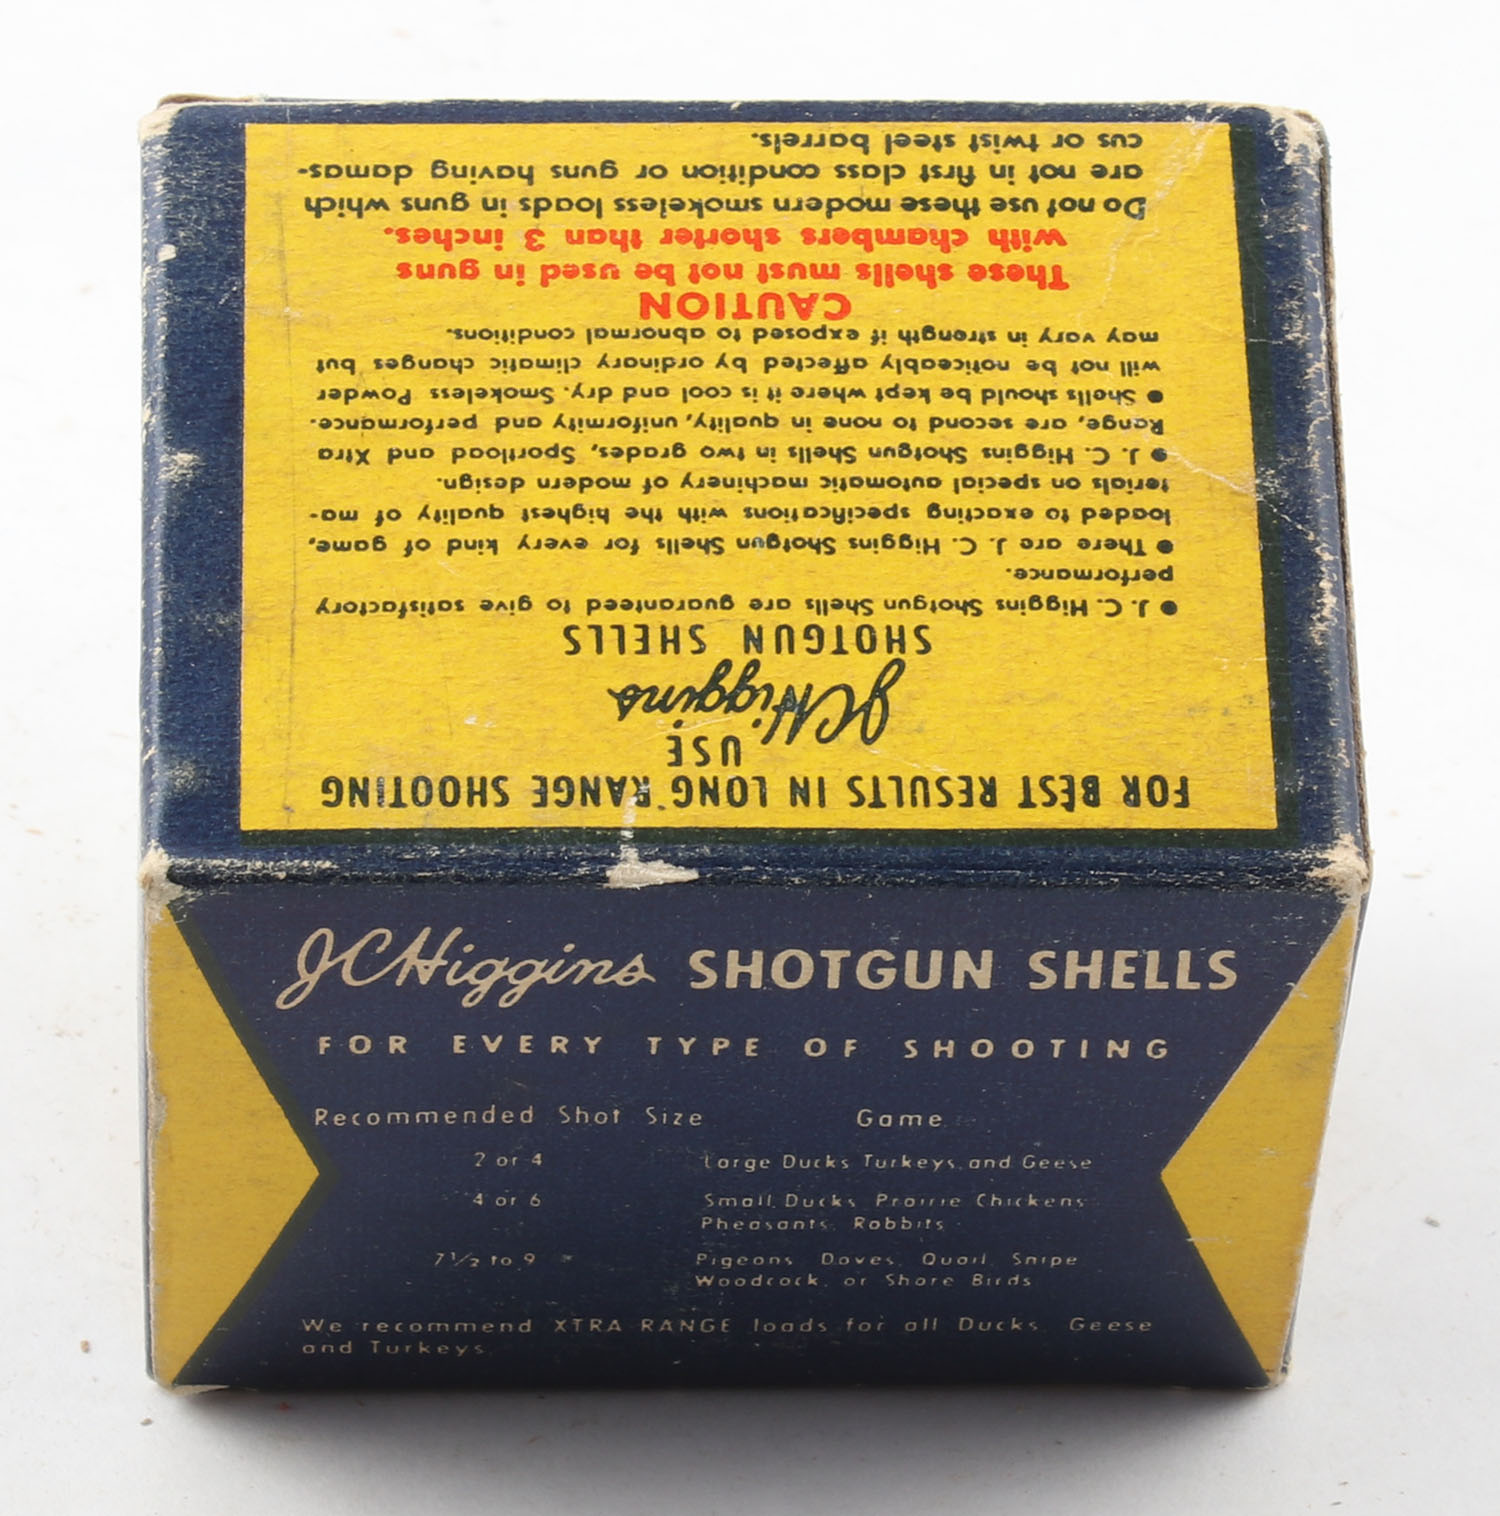 FOR BEST RESULTS IN LONG RANGE SHOOTING
USE
J C Higgins
SHOTGUN SHELLS
• J. C. Higgins Shotgun Shells are guaranteed to give satisfactory
performance.
• There are J. C. Higgins Shotgun Shells for every kind of game,
loaded to exacting specifications with the highest quality of ma-
terials on special automatic machinery of modern design.
• J. C. Higgins Shotgun Shells in two grades, Sportload and Xtra
Range, are second to none in quality, uniformity and performance.
• Shells should be kept where it is cool and dry. Smokeless Powder
will not be noticeably affected by ordinary climatic changes but
may vary in strength if exposed to abnormal conditions.
CAUTION
These shells must not be used in guns
with chambers shorter than 3 inches.
Do not use these modern smokeless loads in guns which
are not in first class condition or guns having damas-
cus or twist steel barrels.
J C Higgins SHOTGUN SHELLS
FOR EVERY TYPE OF SHOOTING
Recommended Shot Size Game
2 or 4 Large Ducks Turkeys, and Geese
4 or 6 Small Ducks Prairie Chickens
Pheasants Rabbits
7½ to 9 Pigeons Doves, Quail, Snipe
Woodcock, or Shore Birds
We recommend XTRA RANGE loads for all Ducks Geese
and Turkeys.